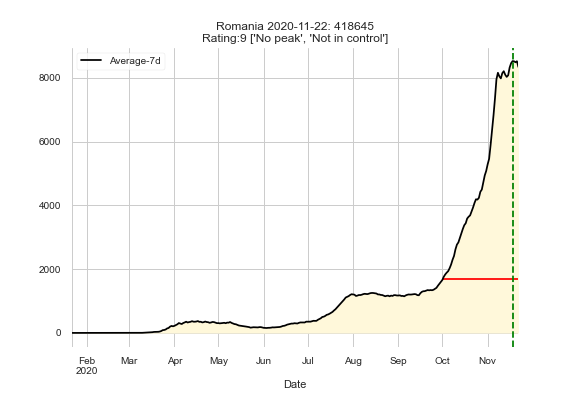 Romania 2020-11-22: 418645
Rating:9 ['No peak', 'Not in control']
Average-7d
8000
6000
4000
2000
0
Feb Mar Apr May Jun Jul Aug Sep Oct Nov
2020
Date